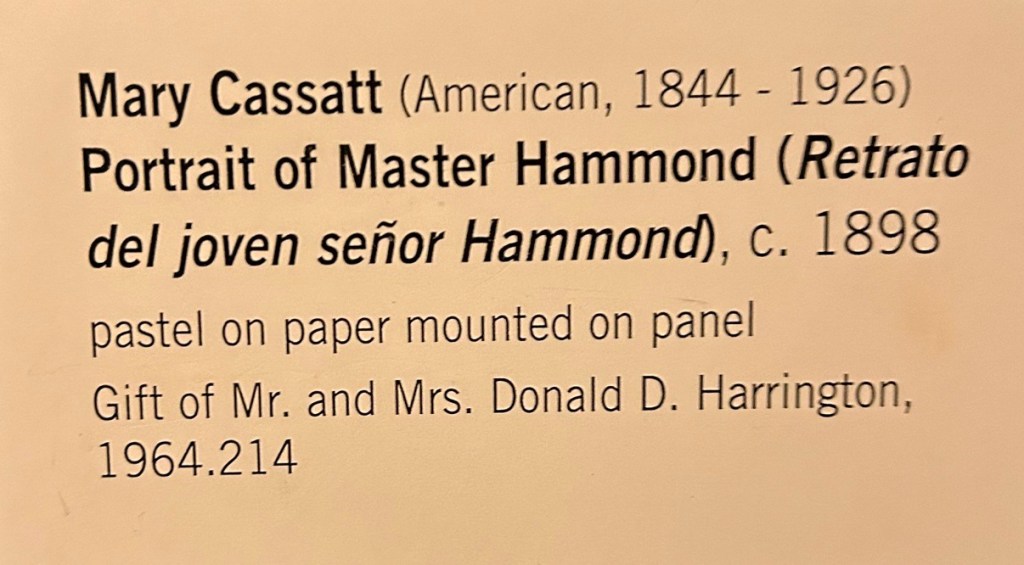 Mary Cassatt (American, 1844 - 1926)
Portrait of Master Hammond (Retrato
del joven señor Hammond), c. 1898
pastel on paper mounted on panel
Gift of Mr. and Mrs. Donald D. Harrington,
1964.214